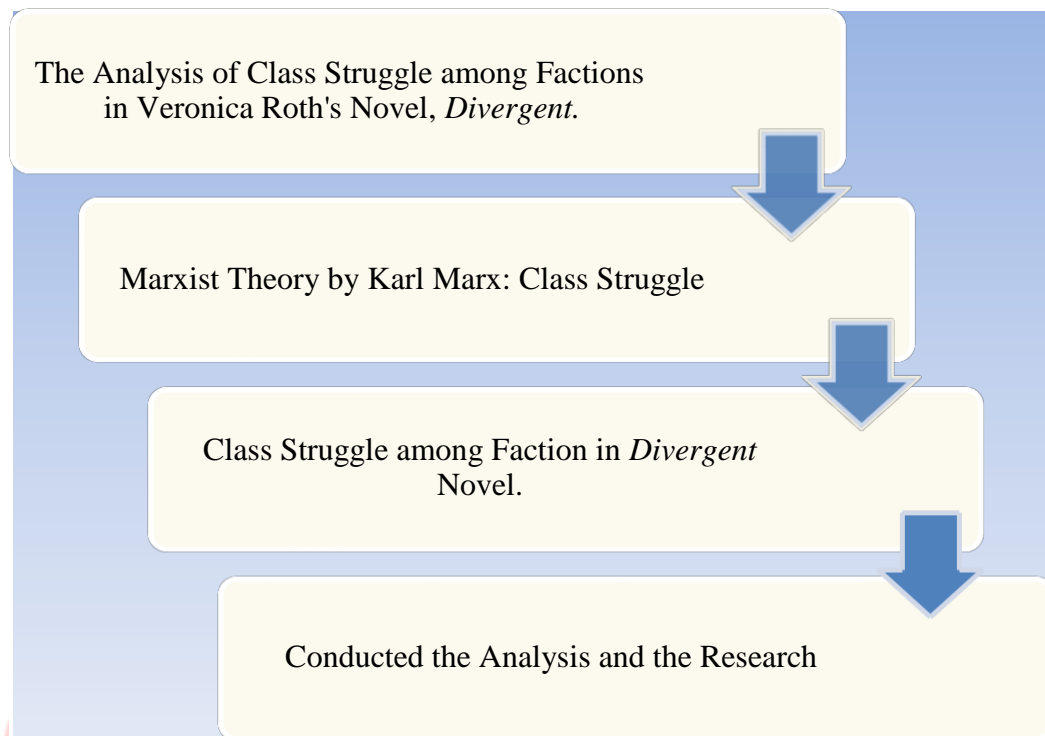 The Analysis of Class Struggle among Factions
in Veronica Roth's Novel, Divergent.
Marxist Theory by Karl Marx: Class Struggle
Class Struggle among Faction in Divergent
Novel.
Conducted the Analysis and the Research